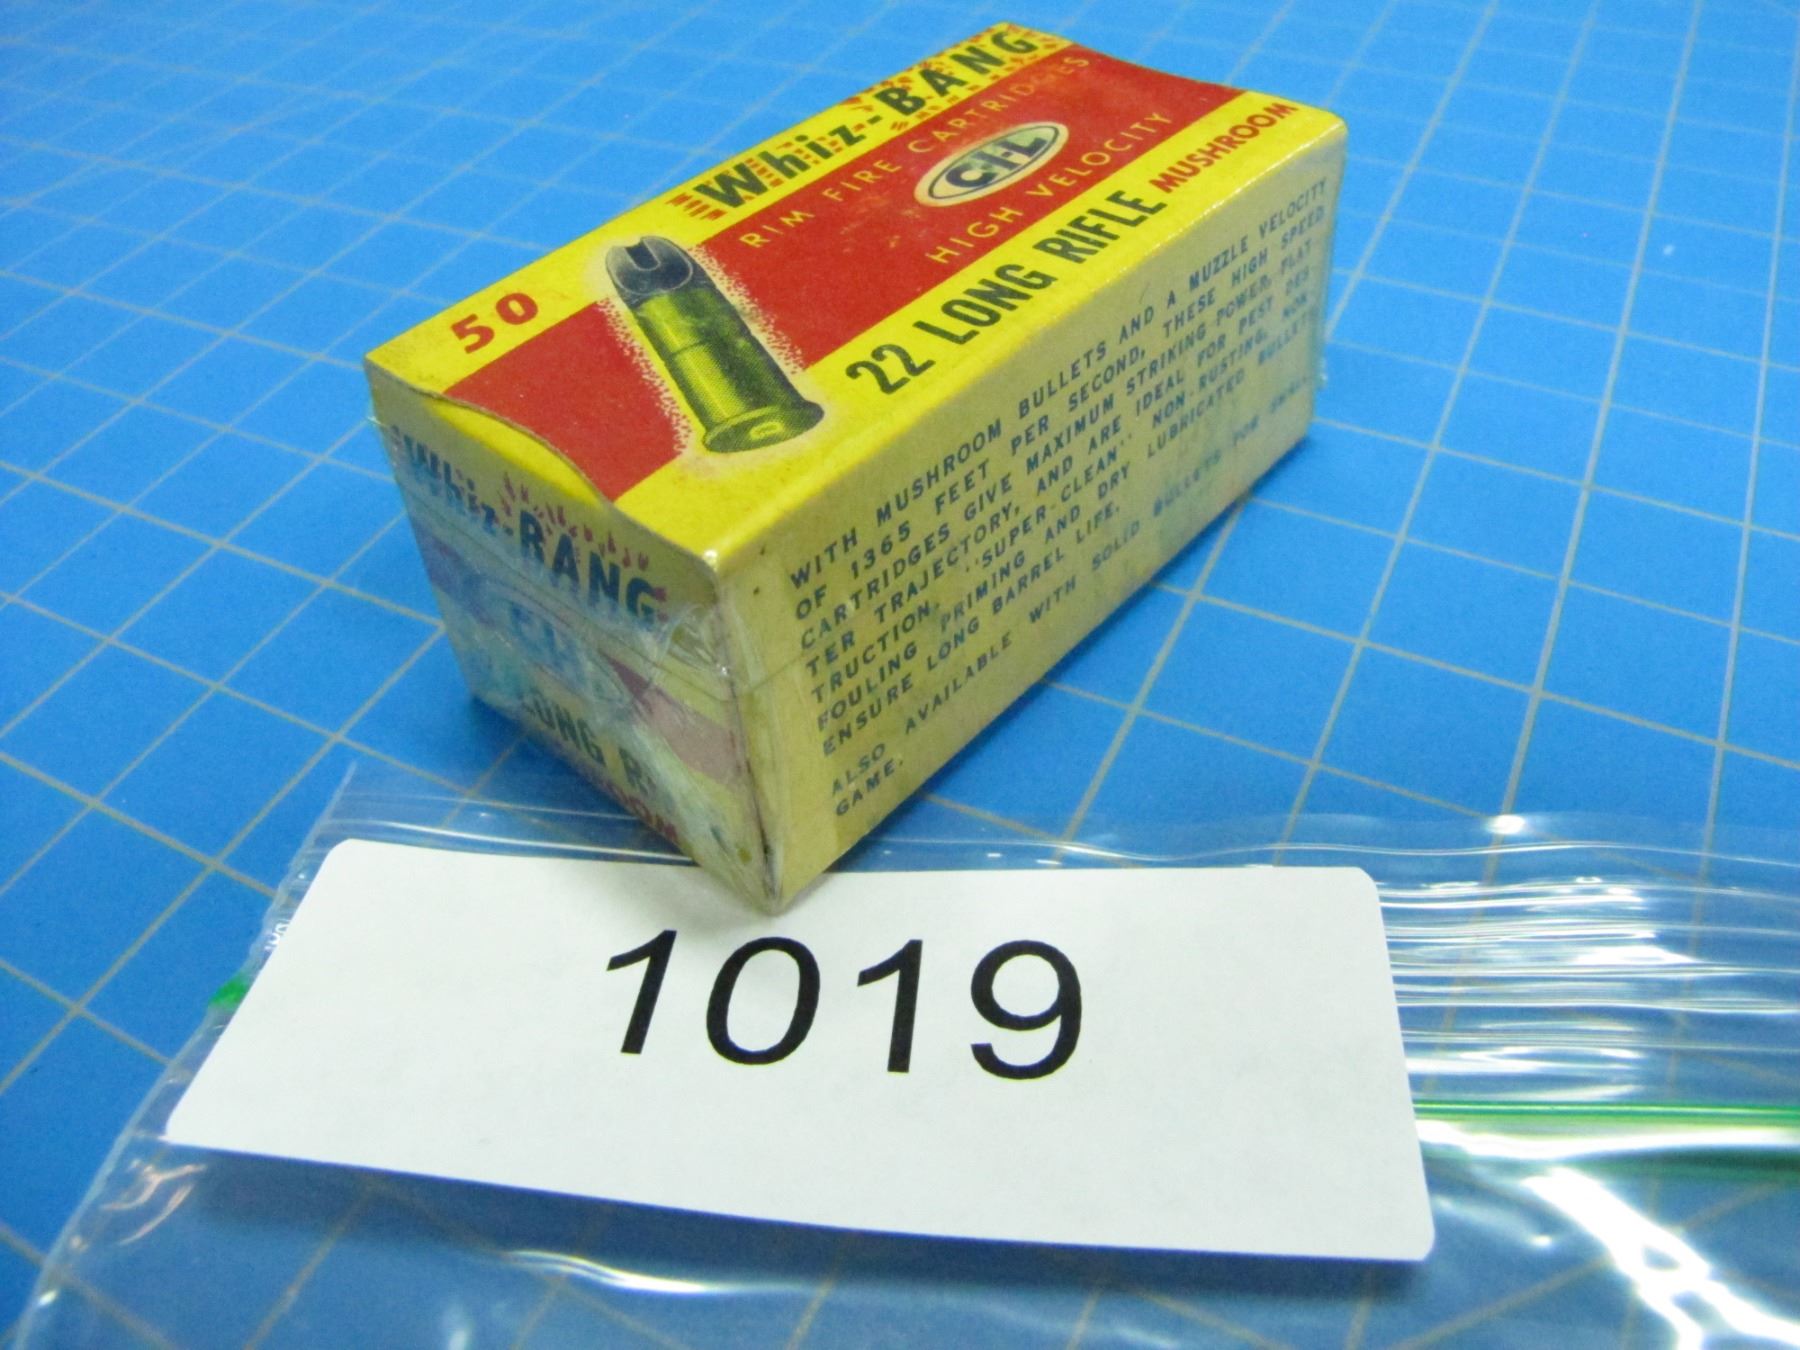 50
Whiz-BANG
RIM FIRE CARTRIDGES
C-I-L
HIGH VELOCITY
22 LONG RIFLE MUSHROOM
Whiz-BANG
C-I-L
LONG
WITH MUSHROOM BULLETS AND A MUZZLE VELOCITY
OF 1365 FEET PER SECOND, THESE HIGH SPEED
CARTRIDGES GIVE MAXIMUM STRIKING POWER, FLAT-
TER TRAJECTORY, AND ARE IDEAL FOR PEST DES-
TRUCTION. "SUPER-CLEAN" NON-RUSTING, NON-
FOULING PRIMING AND DRY LUBRICATED BULLETS
ENSURE LONG BARREL LIFE.
ALSO AVAILABLE WITH SOLID BULLETS FOR SMALL
GAME.
1019